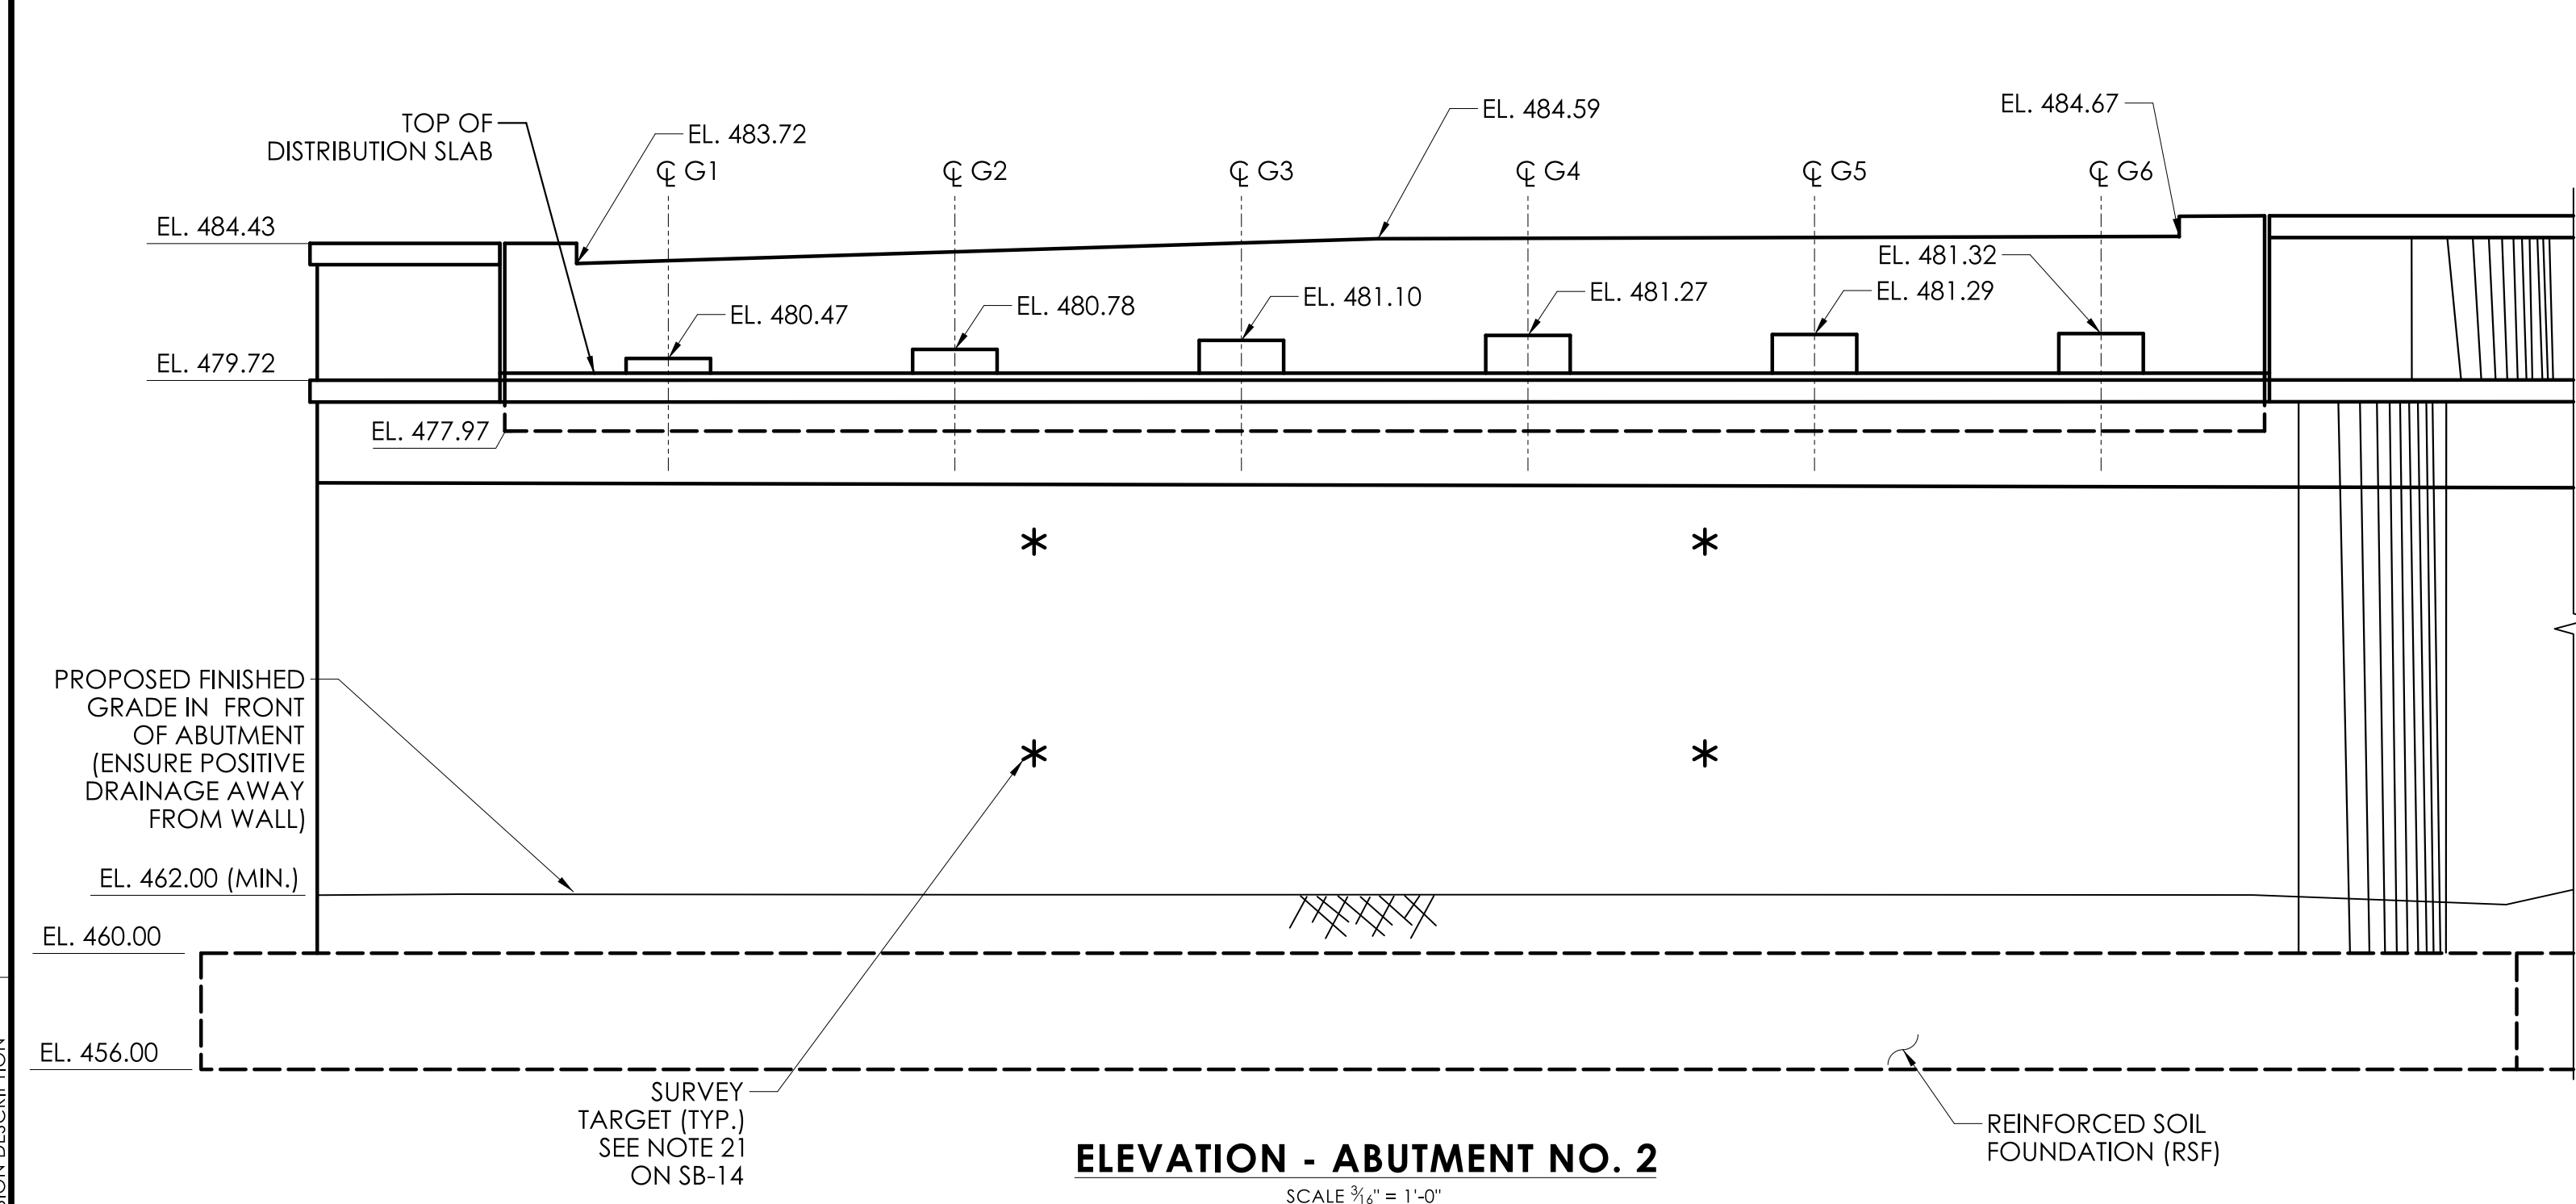 TOP OF
DISTRIBUTION SLAB
EL. 483.72
EL. 484.59
EL. 484.67
℄ G1
℄ G2
℄ G3
℄ G4
℄ G5
℄ G6
EL. 484.43
EL. 480.47
EL. 480.78
EL. 481.10
EL. 481.27
EL. 481.32
EL. 481.29
EL. 479.72
EL. 477.97
PROPOSED FINISHED
GRADE IN FRONT
OF ABUTMENT
(ENSURE POSITIVE
DRAINAGE AWAY
FROM WALL)
EL. 462.00 (MIN.)
EL. 460.00
EL. 456.00
SURVEY
TARGET (TYP.)
SEE NOTE 21
ON SB-14
REINFORCED SOIL
FOUNDATION (RSF)
ELEVATION - ABUTMENT NO. 2
SCALE 3/16" = 1'-0"